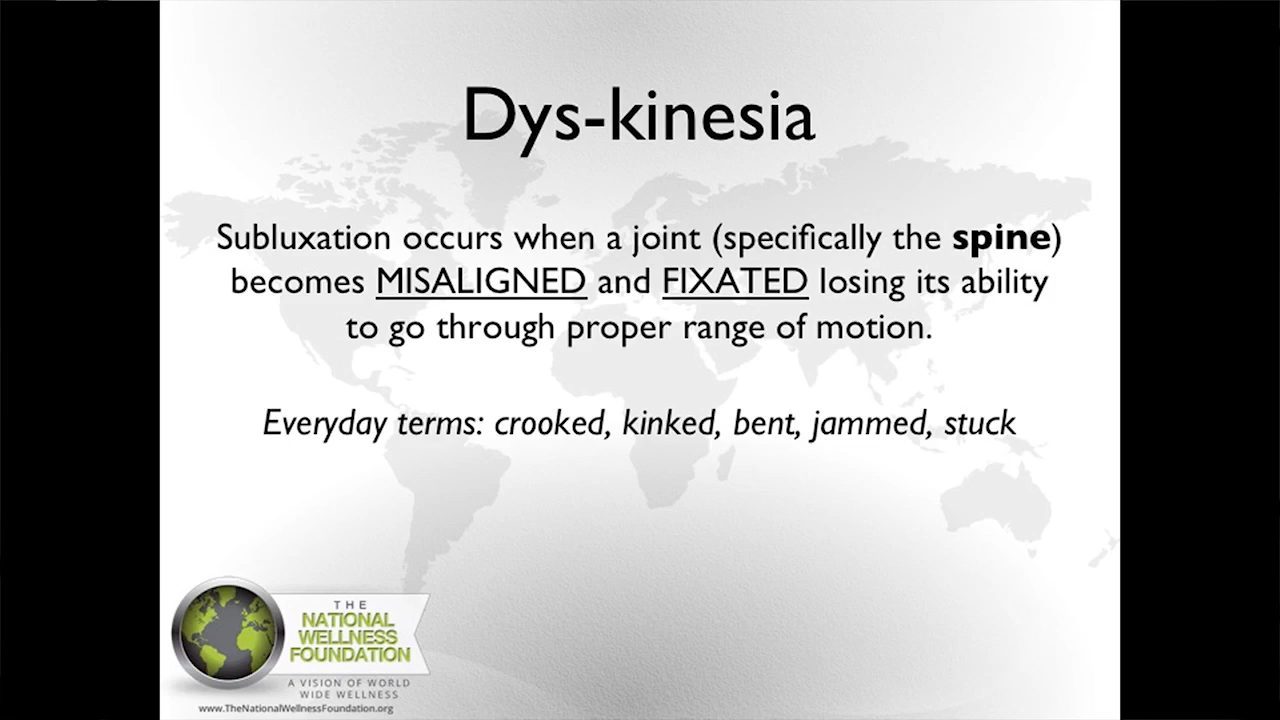 Dys-kinesia
Subluxation occurs when a joint (specifically the spine)
becomes MISALIGNED and FIXATED losing its ability
to go through proper range of motion.
Everyday terms: crooked, kinked, bent, jammed, stuck
THE
NATIONAL
WELLNESS
FOUNDATION
A VISION OF WORLD
WIDE WELLNESS
www.TheNationalWellnessFoundation.org